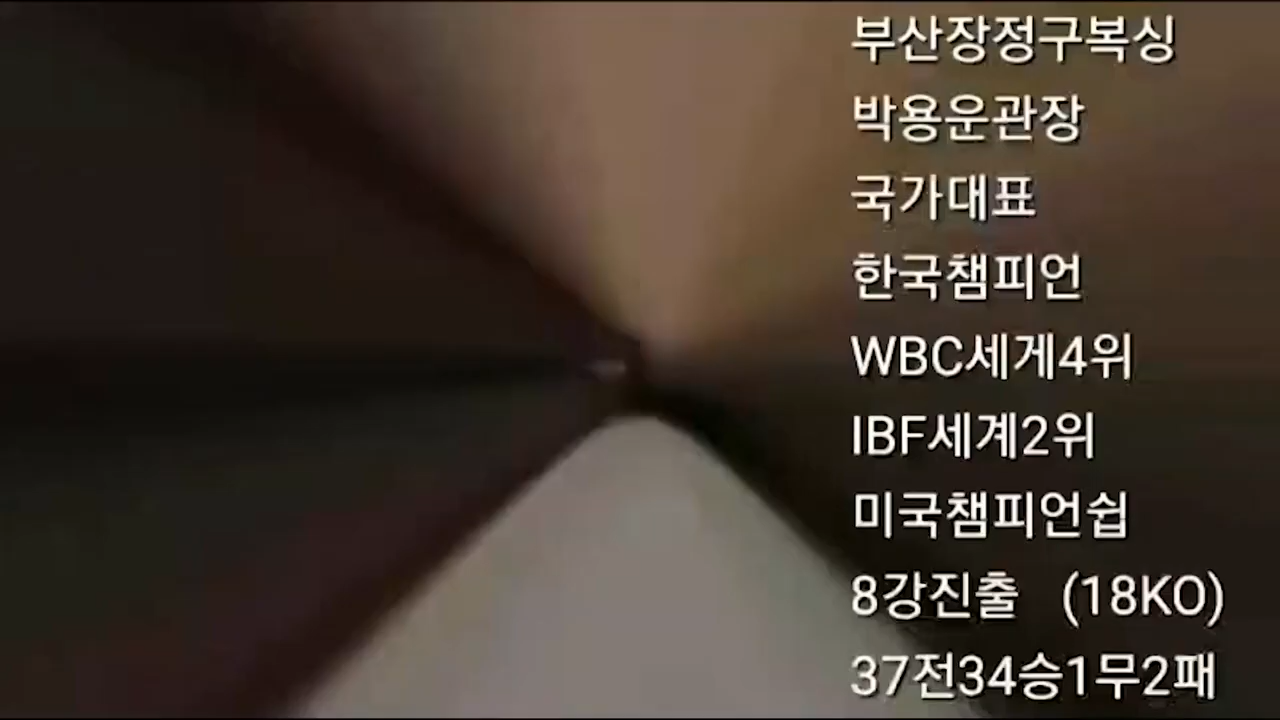 부산장정구복싱
박용운관장
국가대표
한국챔피언
WBC세게4위
IBF세계2위
미국챔피언쉽
8강진출 (18KO)
37전34승1무2패